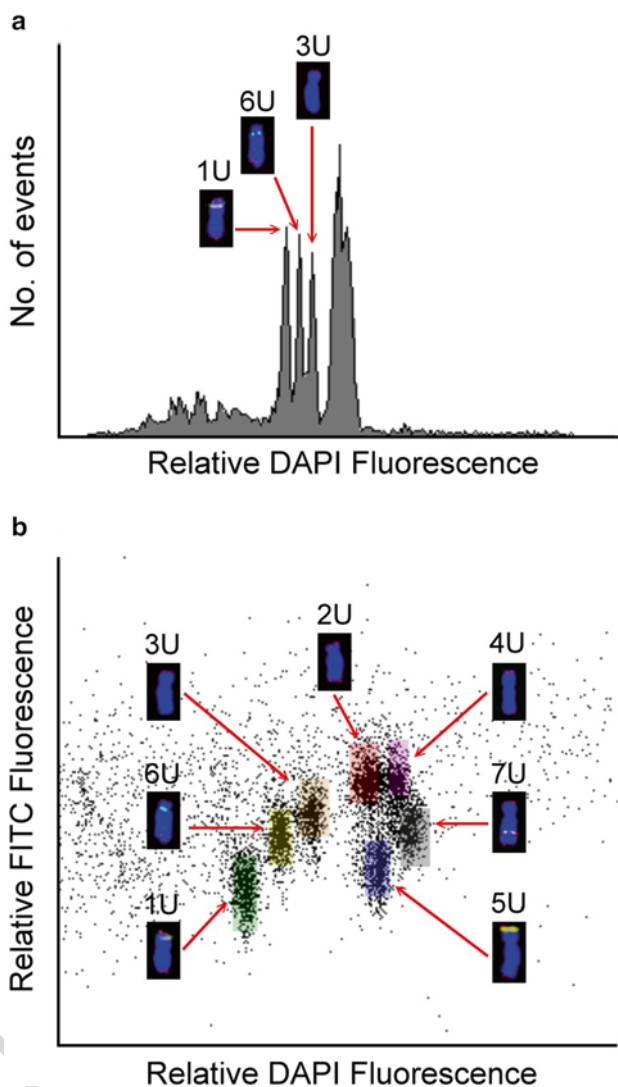 a
3U
6U
1U
No. of events
Relative DAPI Fluorescence
b
2U
3U
4U
6U
7U
1U
5U
Relative FITC Fluorescence
Relative DAPI Fluorescence